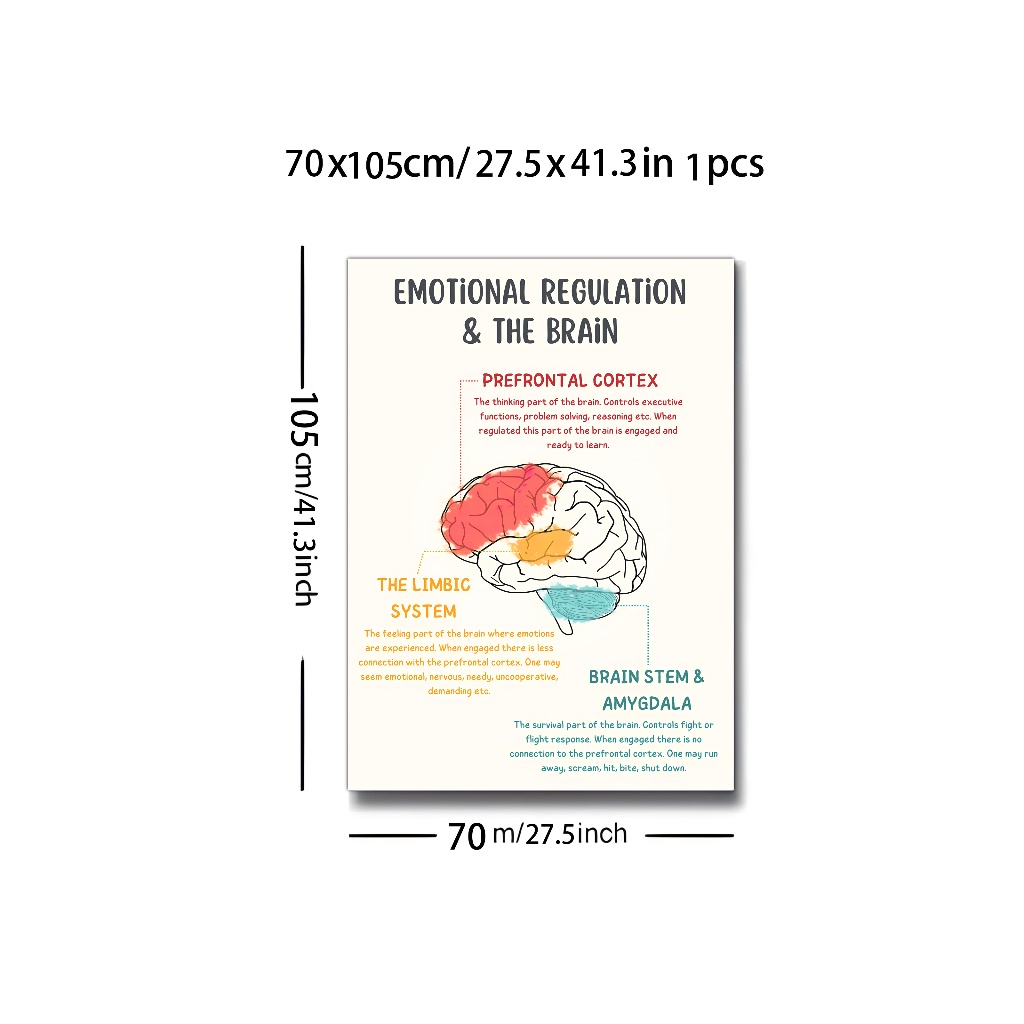 70x105cm/ 27.5x41.3in 1pcs
EMOTiONAL REGULATiON
& THE BRAiN
PREFRONTAL CORTEX
The thinking part of the brain. Controls executive
functions, problem solving, reasoning etc. When
regulated this part of the brain is engaged and
ready to learn.
THE LIMBIC
SYSTEM
The feeling part of the brain where emotions
are experienced. When engaged there is less
connection with the prefrontal cortex. One may
seem emotional, nervous, needy, uncooperative,
demanding etc.
BRAIN STEM &
AMYGDALA
The survival part of the brain. Controls fight or
flight response. When engaged there is no
connection to the prefrontal cortex. One may run
away, scream, hit, bite, shut down.
105cm/41.3inch
70 m/27.5inch